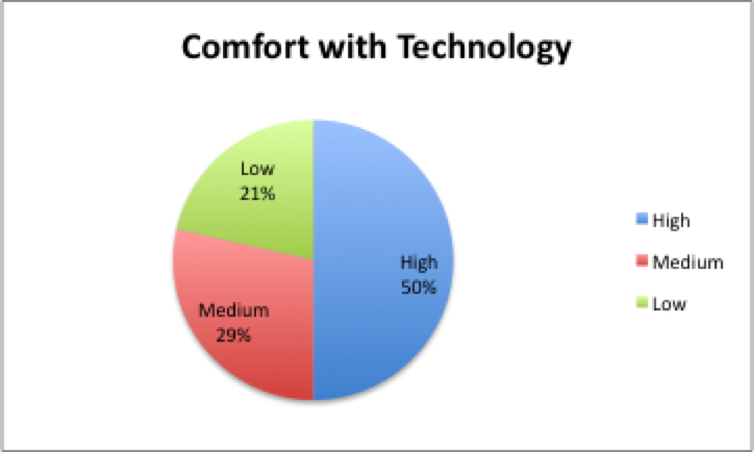 Comfort with Technology
Low
21%
High
50%
Medium
29%
High
Medium
Low